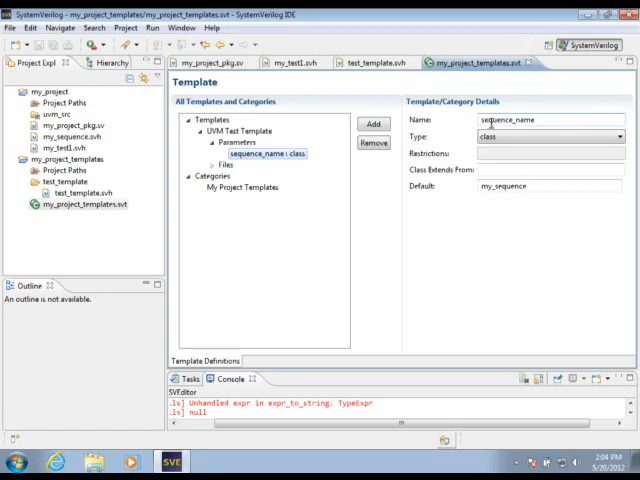 SystemVerilog - my_project_templates/my_project_templates.svt - SystemVerilog IDE
File Edit Navigate Search Project Run Window Help
SystemVerilog
Project Expl Hierarchy
my_project_pkg.sv my_test1.svh test_template.svh my_project_templates.svt
my_project
Project Paths
uvm_src
my_project_pkg.sv
my_sequence.svh
my_test1.svh
my_project_templates
Project Paths
test_template
test_template.svh
my_project_templates.svt
Outline
An outline is not available.
Template
All Templates and Categories
Templates
UVM Test Template
Parameters
sequence_name : class
Files
Categories
My Project Templates
Add
Remove
Template/Category Details
Name: sequence_name
Type: class
Restrictions:
Class Extends From:
Default: my_sequence
Template Definitions
Tasks Console
SVEditor
.ls] Unhandled expr in expr_to_string: TypeExpr
.ls] null
SVE
2:04 PM
5/20/2012